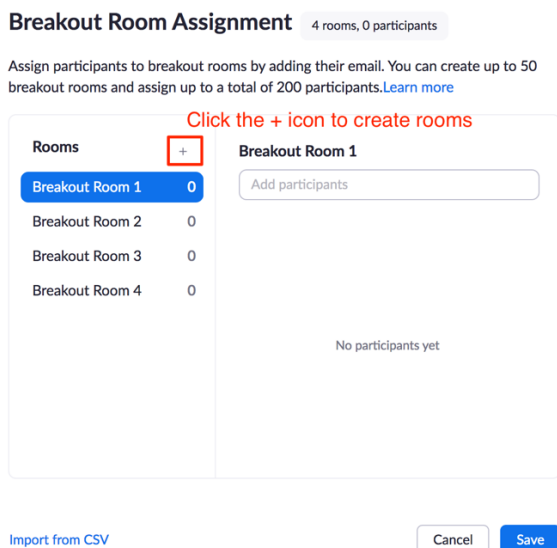 Breakout Room Assignment 4 rooms, 0 participants
Assign participants to breakout rooms by adding their email. You can create up to 50
breakout rooms and assign up to a total of 200 participants.Learn more
Click the + icon to create rooms
Rooms +
Breakout Room 1 0
Breakout Room 2 0
Breakout Room 3 0
Breakout Room 4 0
Breakout Room 1
Add participants
No participants yet
Import from CSV
Cancel
Save